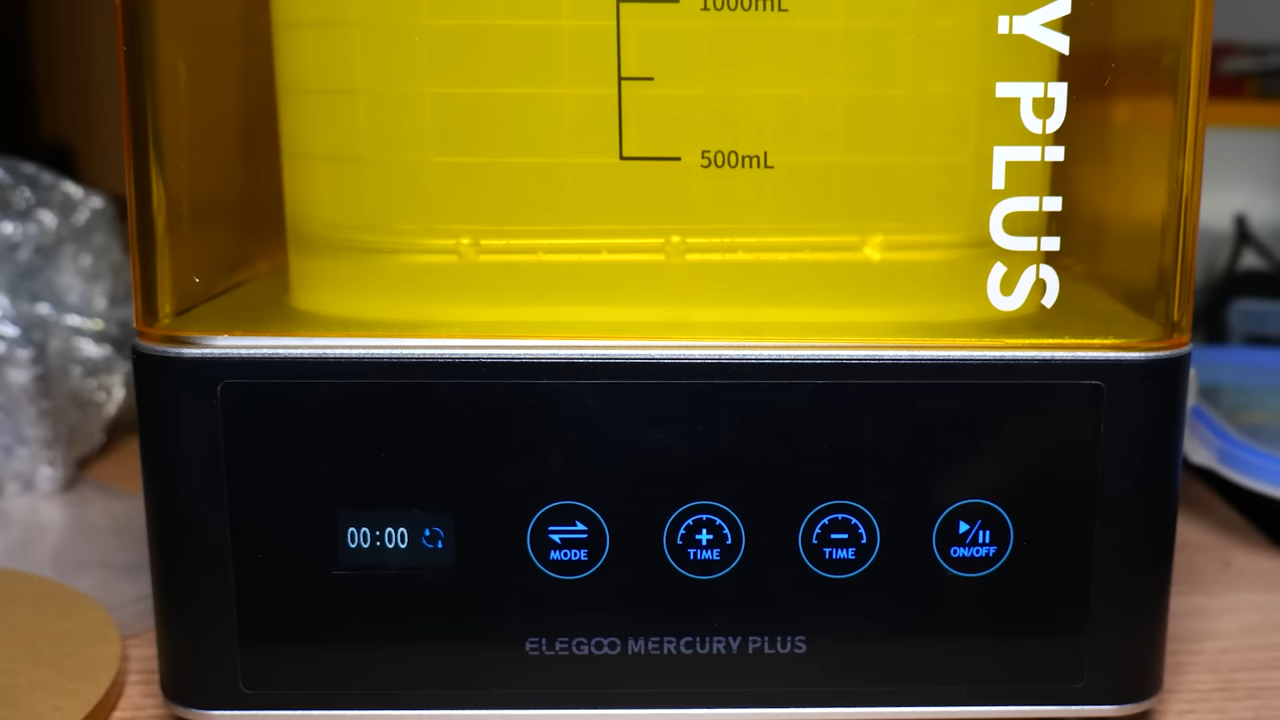 1000mL
500mL
Y PLUS
00:00
MODE
TIME
TIME
ON/OFF
ELEGOO MERCURY PLUS